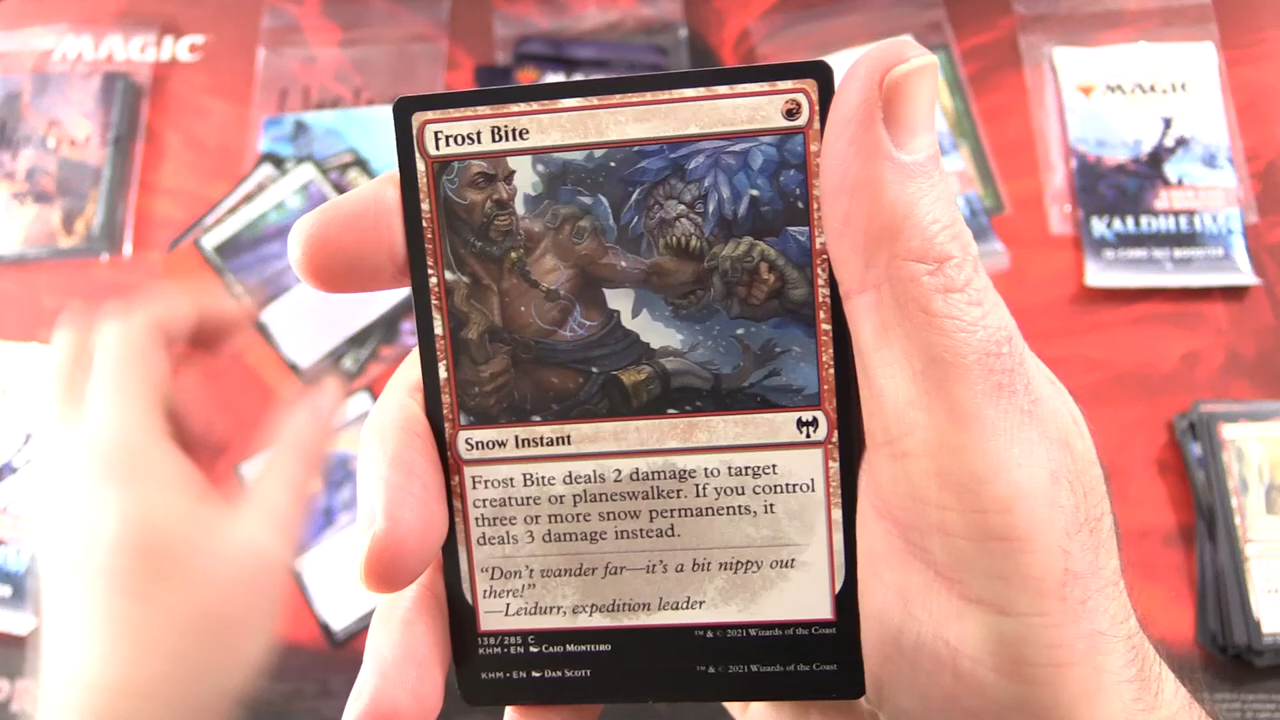 MAGIC
MAGIC
KALDHEIM
Frost Bite
Snow Instant
Frost Bite deals 2 damage to target
creature or planeswalker. If you control
three or more snow permanents, it
deals 3 damage instead.
“Don’t wander far—it’s a bit nippy out
there!”
—Leidurr, expedition leader
138/285 C
KHM • EN Caio Monteiro
™ & © 2021 Wizards of the Coast
KHM • EN Dan Scott
™ & © 2021 Wizards of the Coast